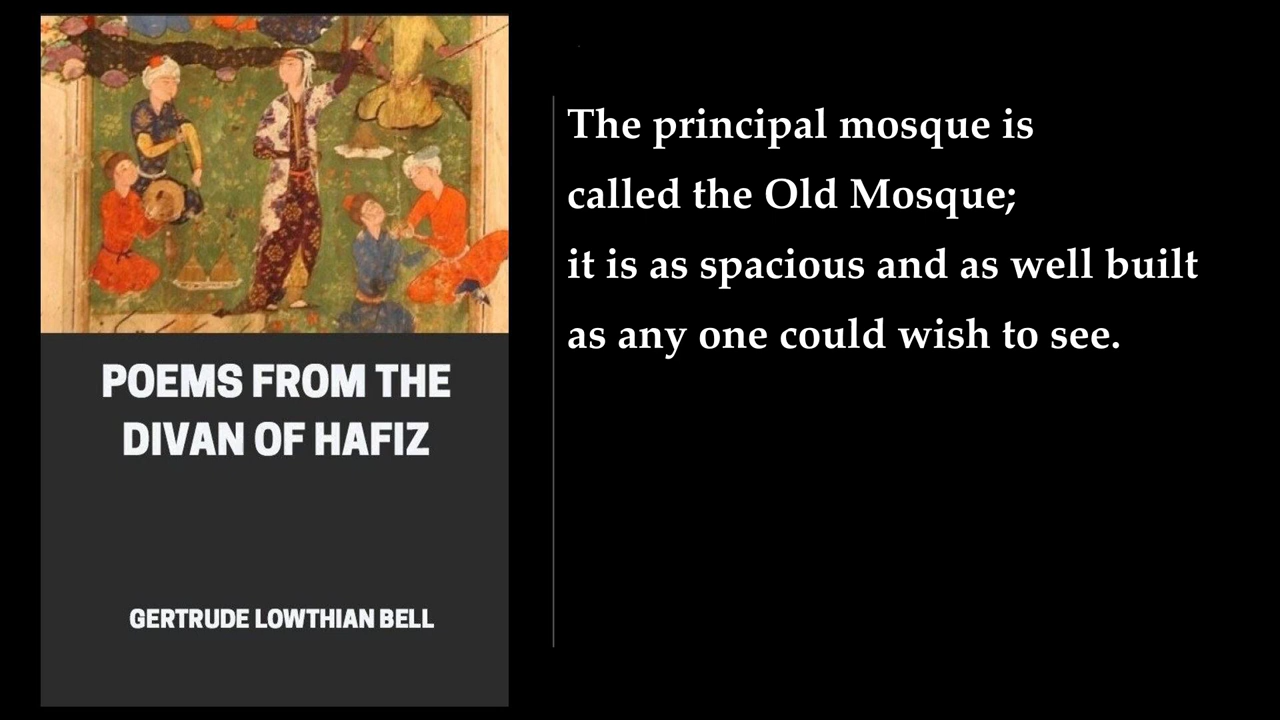 POEMS FROM THE
DIVAN OF HAFIZ
GERTRUDE LOWTHIAN BELL
The principal mosque is
called the Old Mosque;
it is as spacious and as well built
as any one could wish to see.